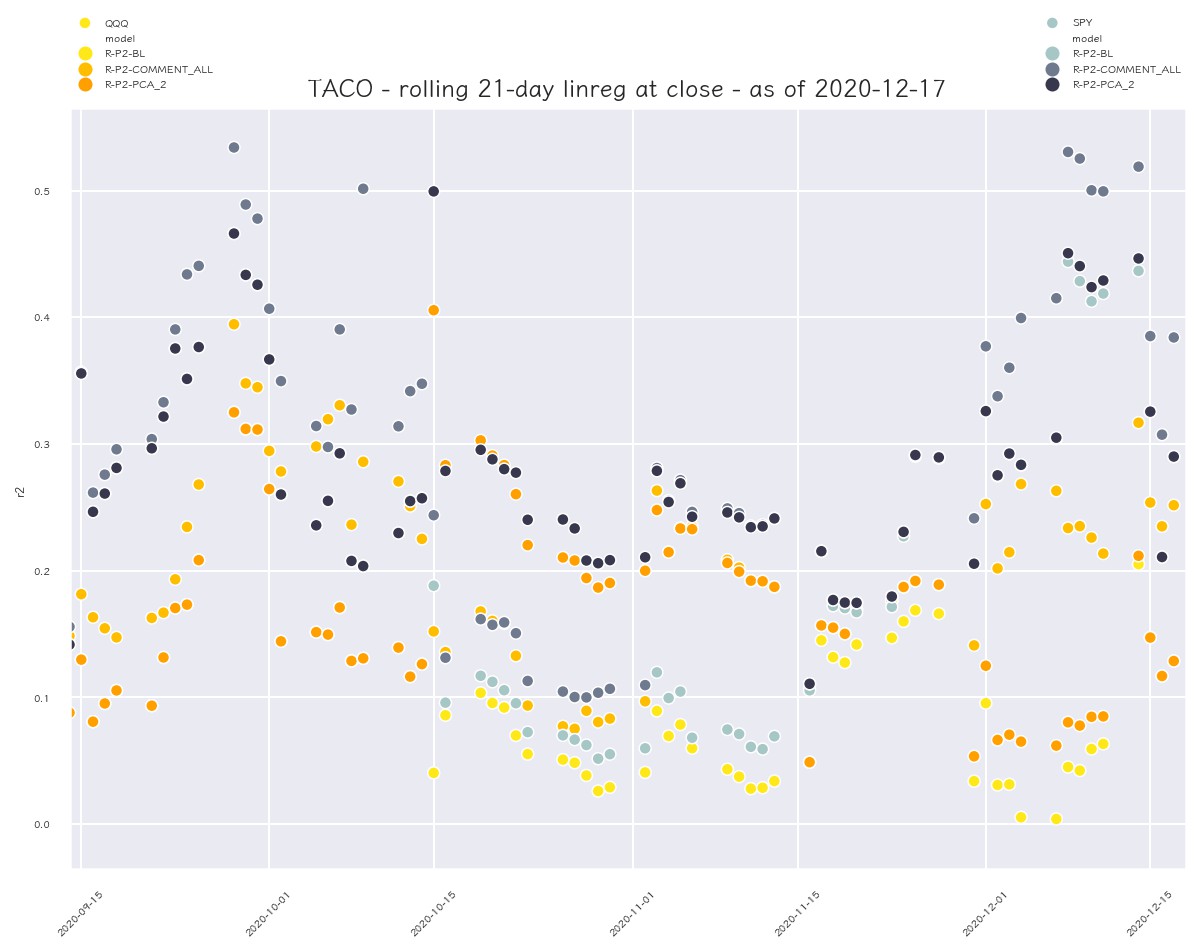 QQQ
model
R-P2-BL
R-P2-COMMENT_ALL
R-P2-PCA_2
SPY
model
R-P2-BL
R-P2-COMMENT_ALL
R-P2-PCA_2
TACO - rolling 21-day linreg at close - as of 2020-12-17
r2
0.5
0.4
0.3
0.2
0.1
0.0
2020-09-15
2020-10-01
2020-10-15
2020-11-01
2020-11-15
2020-12-01
2020-12-15